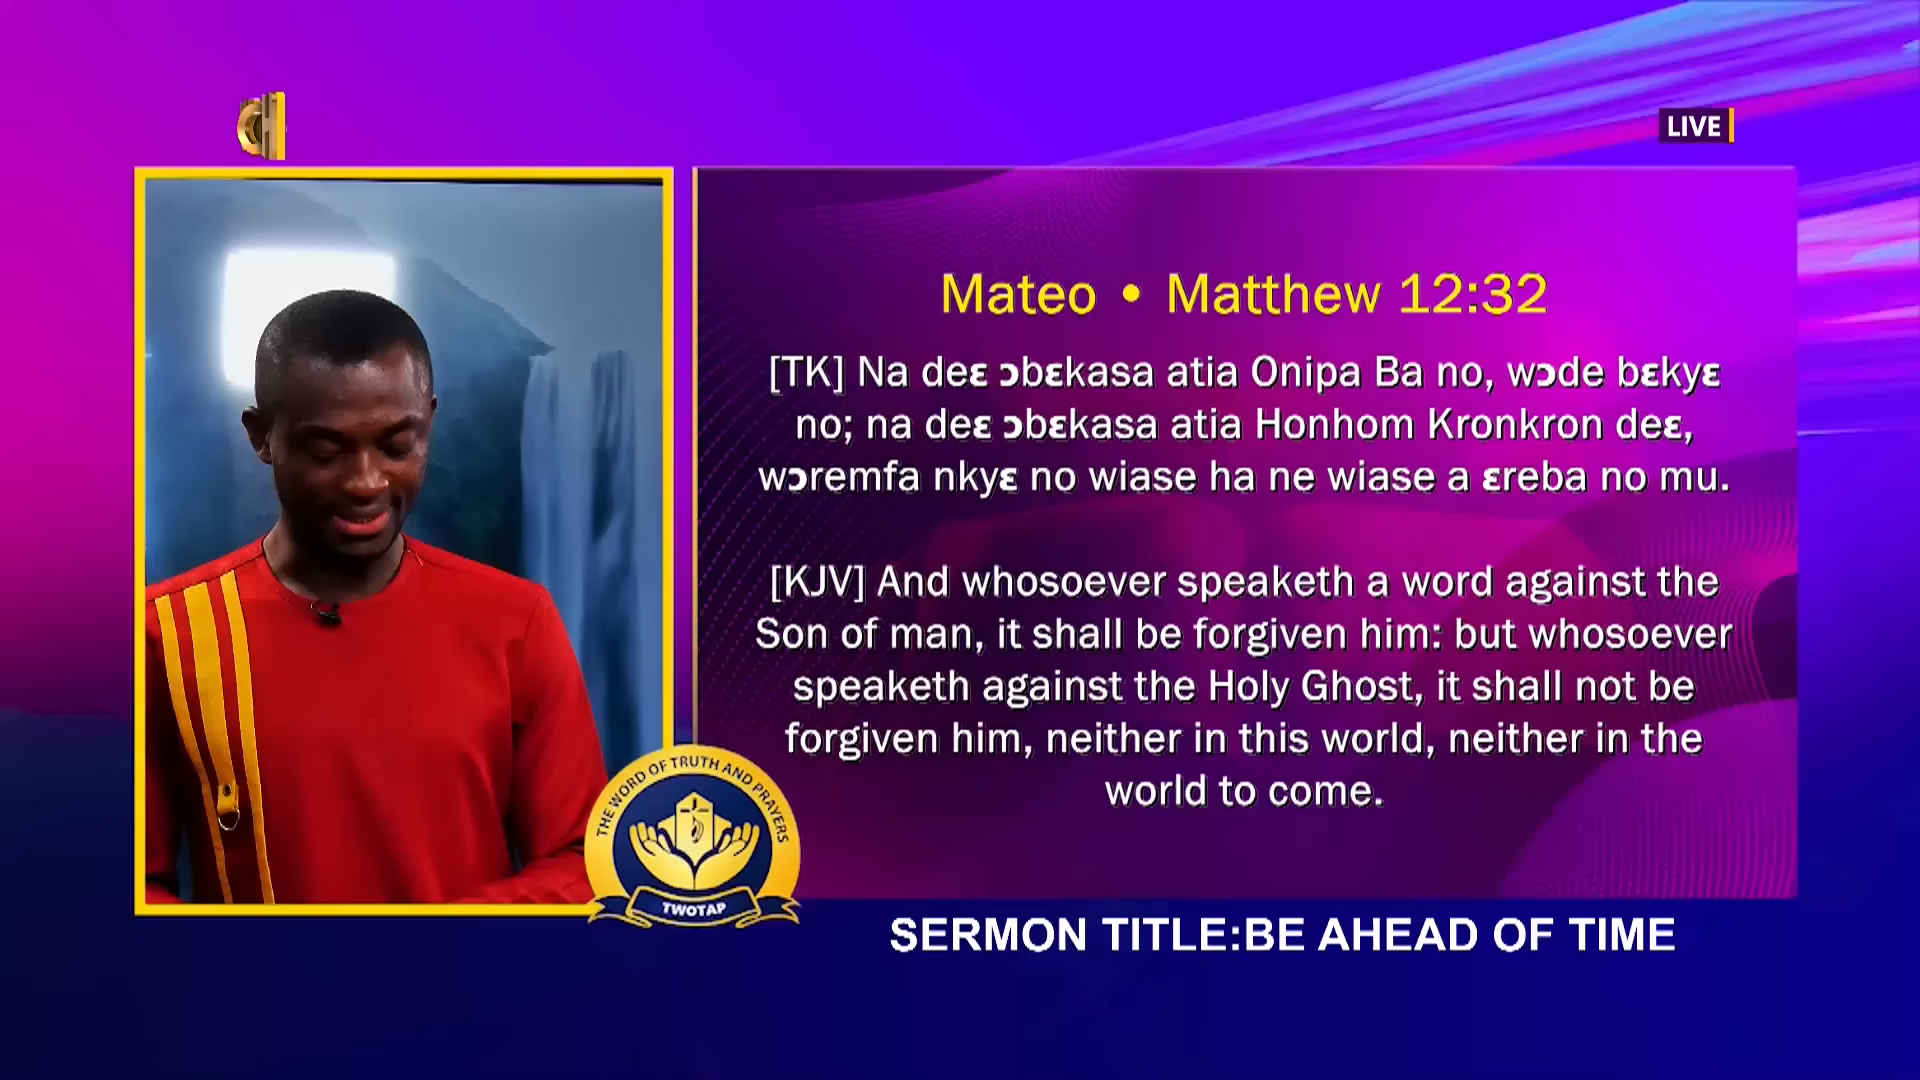 CH
LIVE
Mateo • Matthew 12:32
[TK] Na deɛ ɔbɛkasa atia Onipa Ba no, wɔde bɛkyɛ
no; na deɛ ɔbɛkasa atia Honhom Kronkron deɛ,
wɔremfa nkyɛ no wiase ha ne wiase a ɛreba no mu.
[KJV] And whosoever speaketh a word against the
Son of man, it shall be forgiven him: but whosoever
speaketh against the Holy Ghost, it shall not be
forgiven him, neither in this world, neither in the
world to come.
THE WORD OF TRUTH AND PRAYERS
TWOTAP
SERMON TITLE:BE AHEAD OF TIME